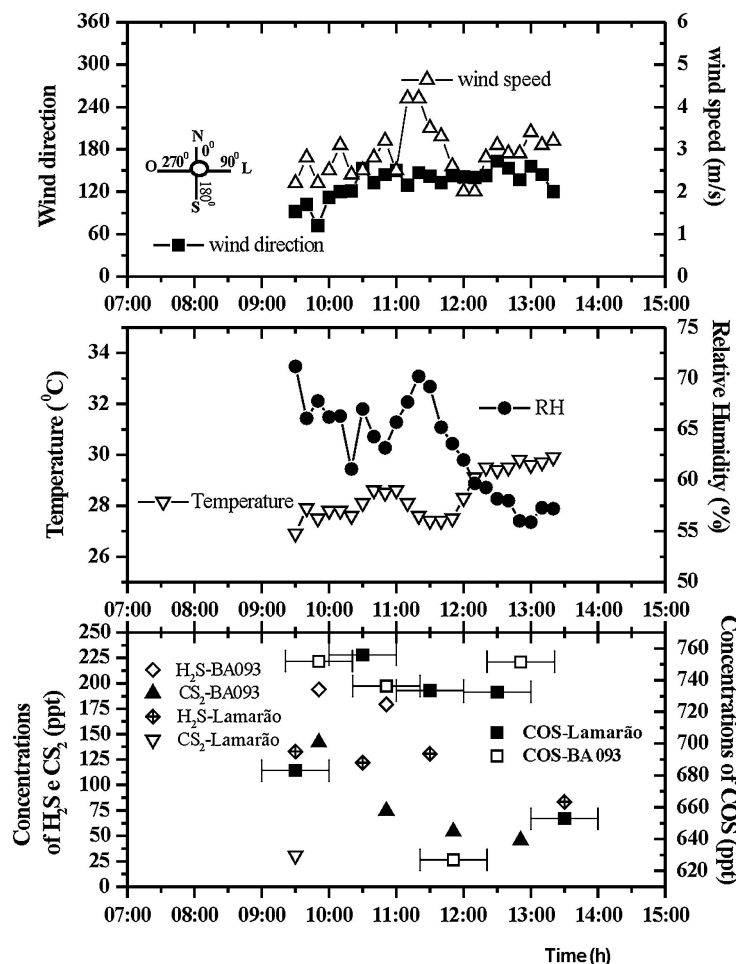 360
300
240
180
120
60
0
Wind direction
6
5
4
3
2
1
0
wind speed (m/s)
wind speed
N
0⁰
O 270⁰ 90⁰ L
180⁰
S
wind direction
07:00 08:00 09:00 10:00 11:00 12:00 13:00 14:00 15:00
34
32
30
28
26
Temperature (⁰C)
75
70
65
60
55
50
Relative Humidity (%)
RH
Temperature
07:00 08:00 09:00 10:00 11:00 12:00 13:00 14:00 15:00
250
225
200
175
150
125
100
75
50
25
0
Concentrations
of H₂S e CS₂ (ppt)
760
740
720
700
680
660
640
620
Concentrations of COS (ppt)
H₂S-BA093
CS₂-BA093
H₂S-Lamarão
CS₂-Lamarão
COS-Lamarão
COS-BA 093
07:00 08:00 09:00 10:00 11:00 12:00 13:00 14:00 15:00
Time (h)